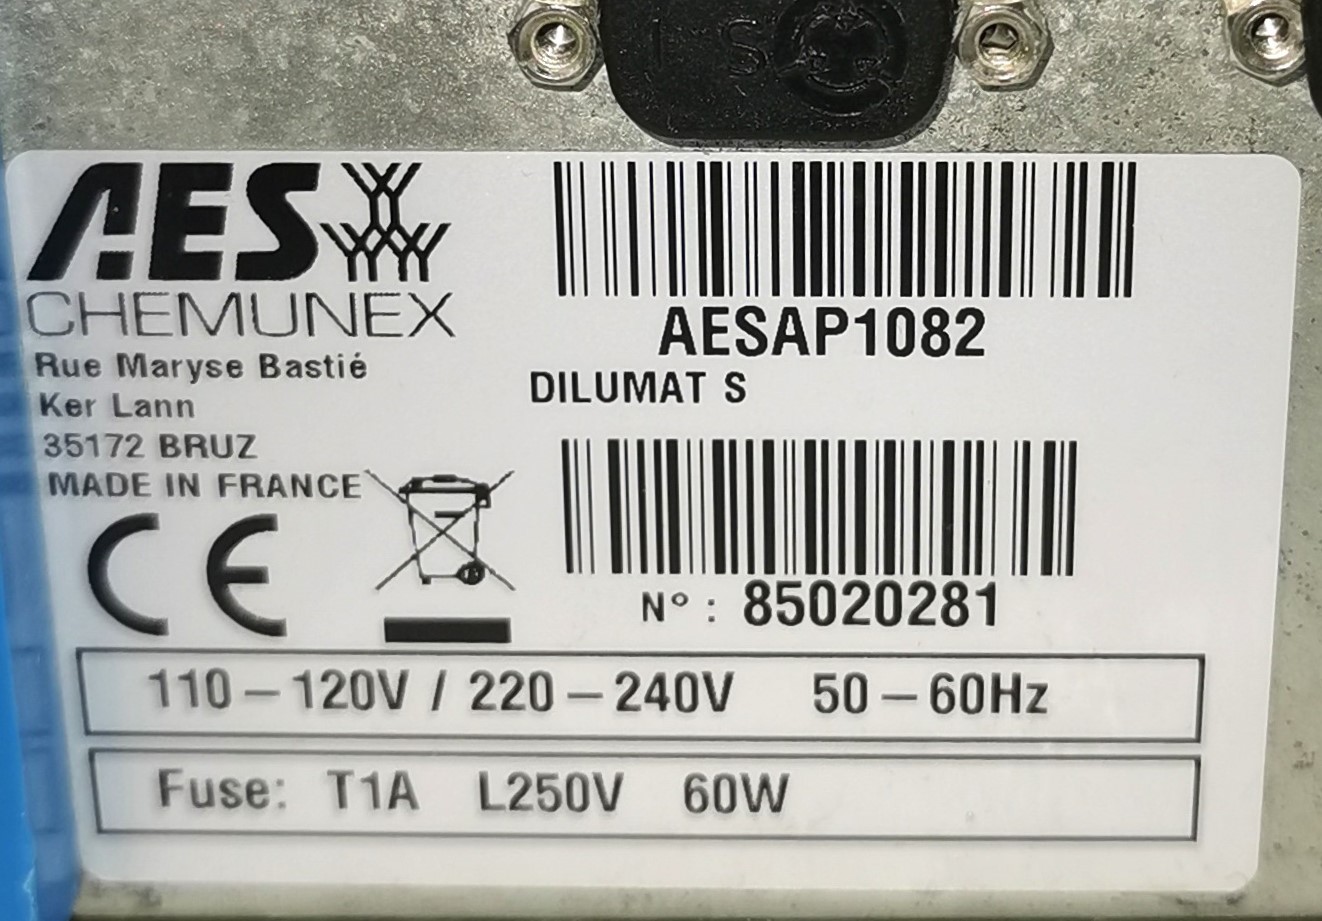 AES
CHEMUNEX
Rue Maryse Bastié
Ker Lann
35172 BRUZ
MADE IN FRANCE
CE
AESAP1082
DILUMAT S
N° : 85020281
110 – 120V / 220 – 240V 50 – 60Hz
Fuse: T1A L250V 60W